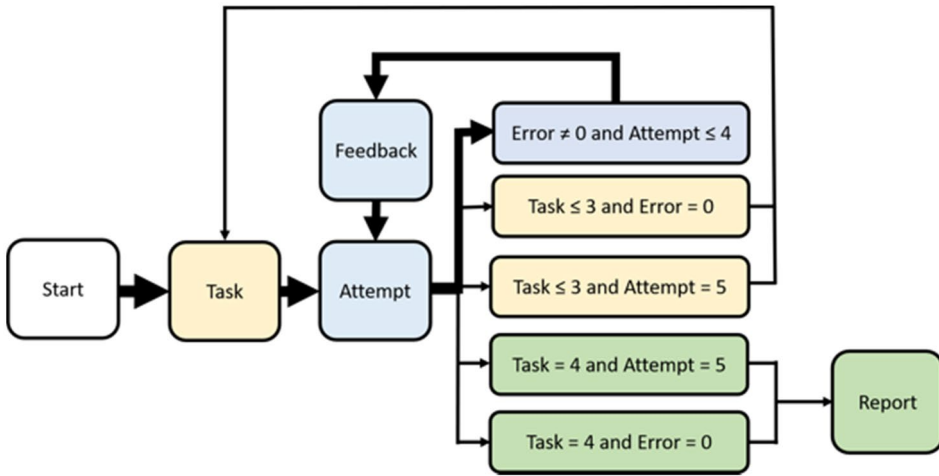 Feedback
Error ≠ 0 and Attempt ≤ 4
Task ≤ 3 and Error = 0
Start
Task
Attempt
Task ≤ 3 and Attempt = 5
Task = 4 and Attempt = 5
Task = 4 and Error = 0
Report